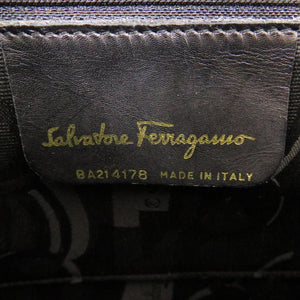 Salvatore Ferragamo
BA214178 MADE IN ITALY